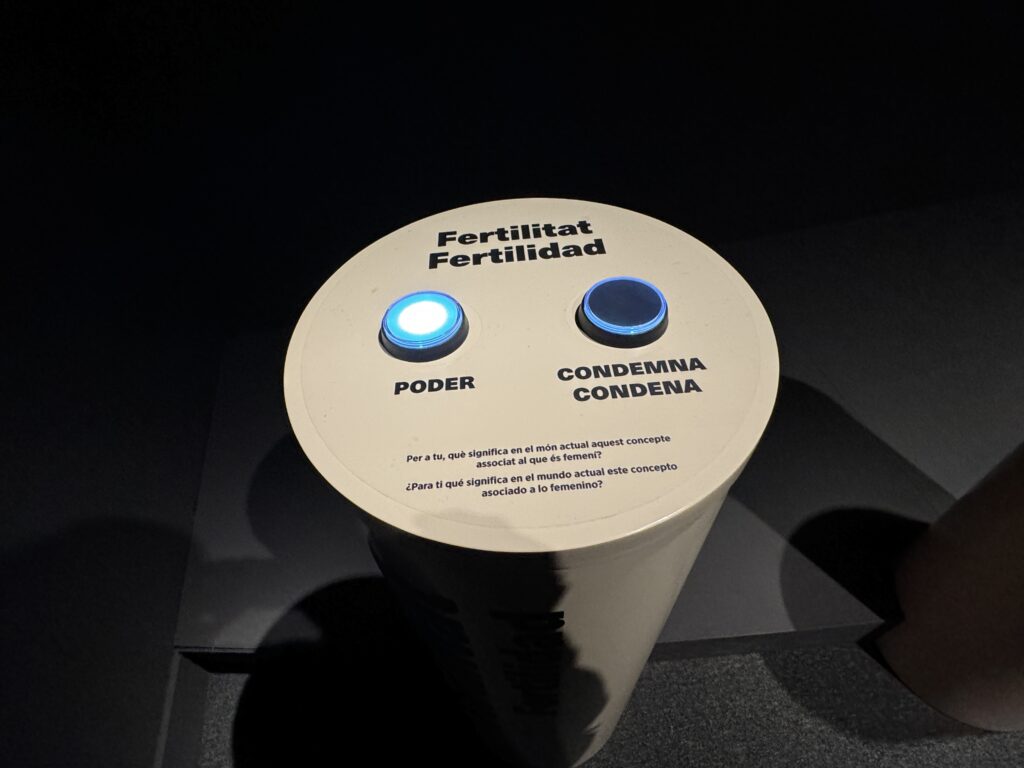 Fertilitat
Fertilidad
PODER
CONDEMNA
CONDENA
Per a tu, què significa en el món actual aquest concepte
associat al que és femení?
¿Para ti qué significa en el mundo actual este concepto
asociado a lo femenino?